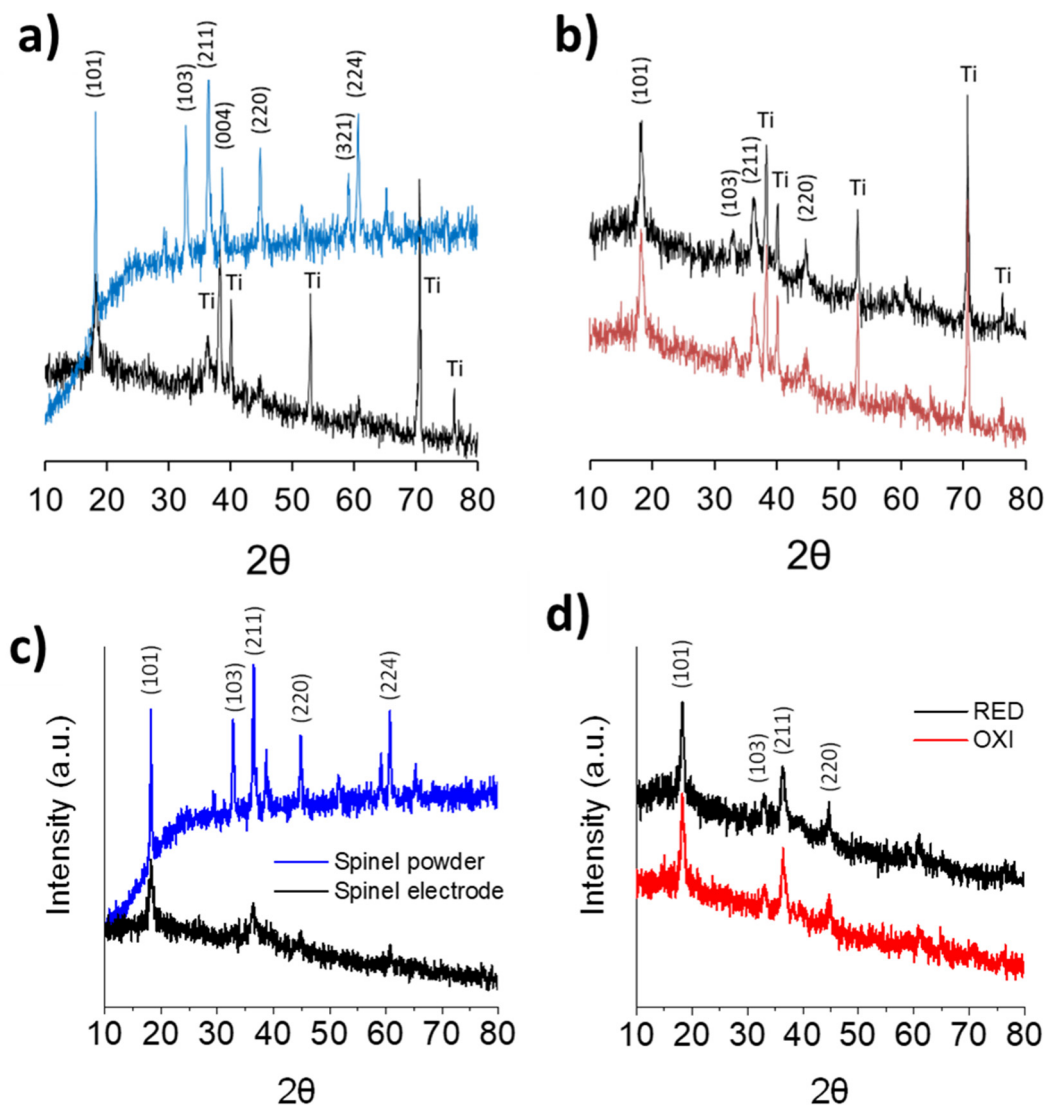 a)
(101)
(103)
(211)
(004)
(220)
(321)
(224)
Ti
Ti
Ti
Ti
Ti
10 20 30 40 50 60 70 80
2θ
b)
(101)
(103)
(211)
Ti
Ti
(220)
Ti
Ti
Ti
10 20 30 40 50 60 70 80
2θ
c)
Intensity (a.u.)
(101)
(103)
(211)
(220)
(224)
Spinel powder
Spinel electrode
10 20 30 40 50 60 70 80
2θ
d)
Intensity (a.u.)
(101)
(103)
(211)
(220)
RED
OXI
10 20 30 40 50 60 70 80
2θ